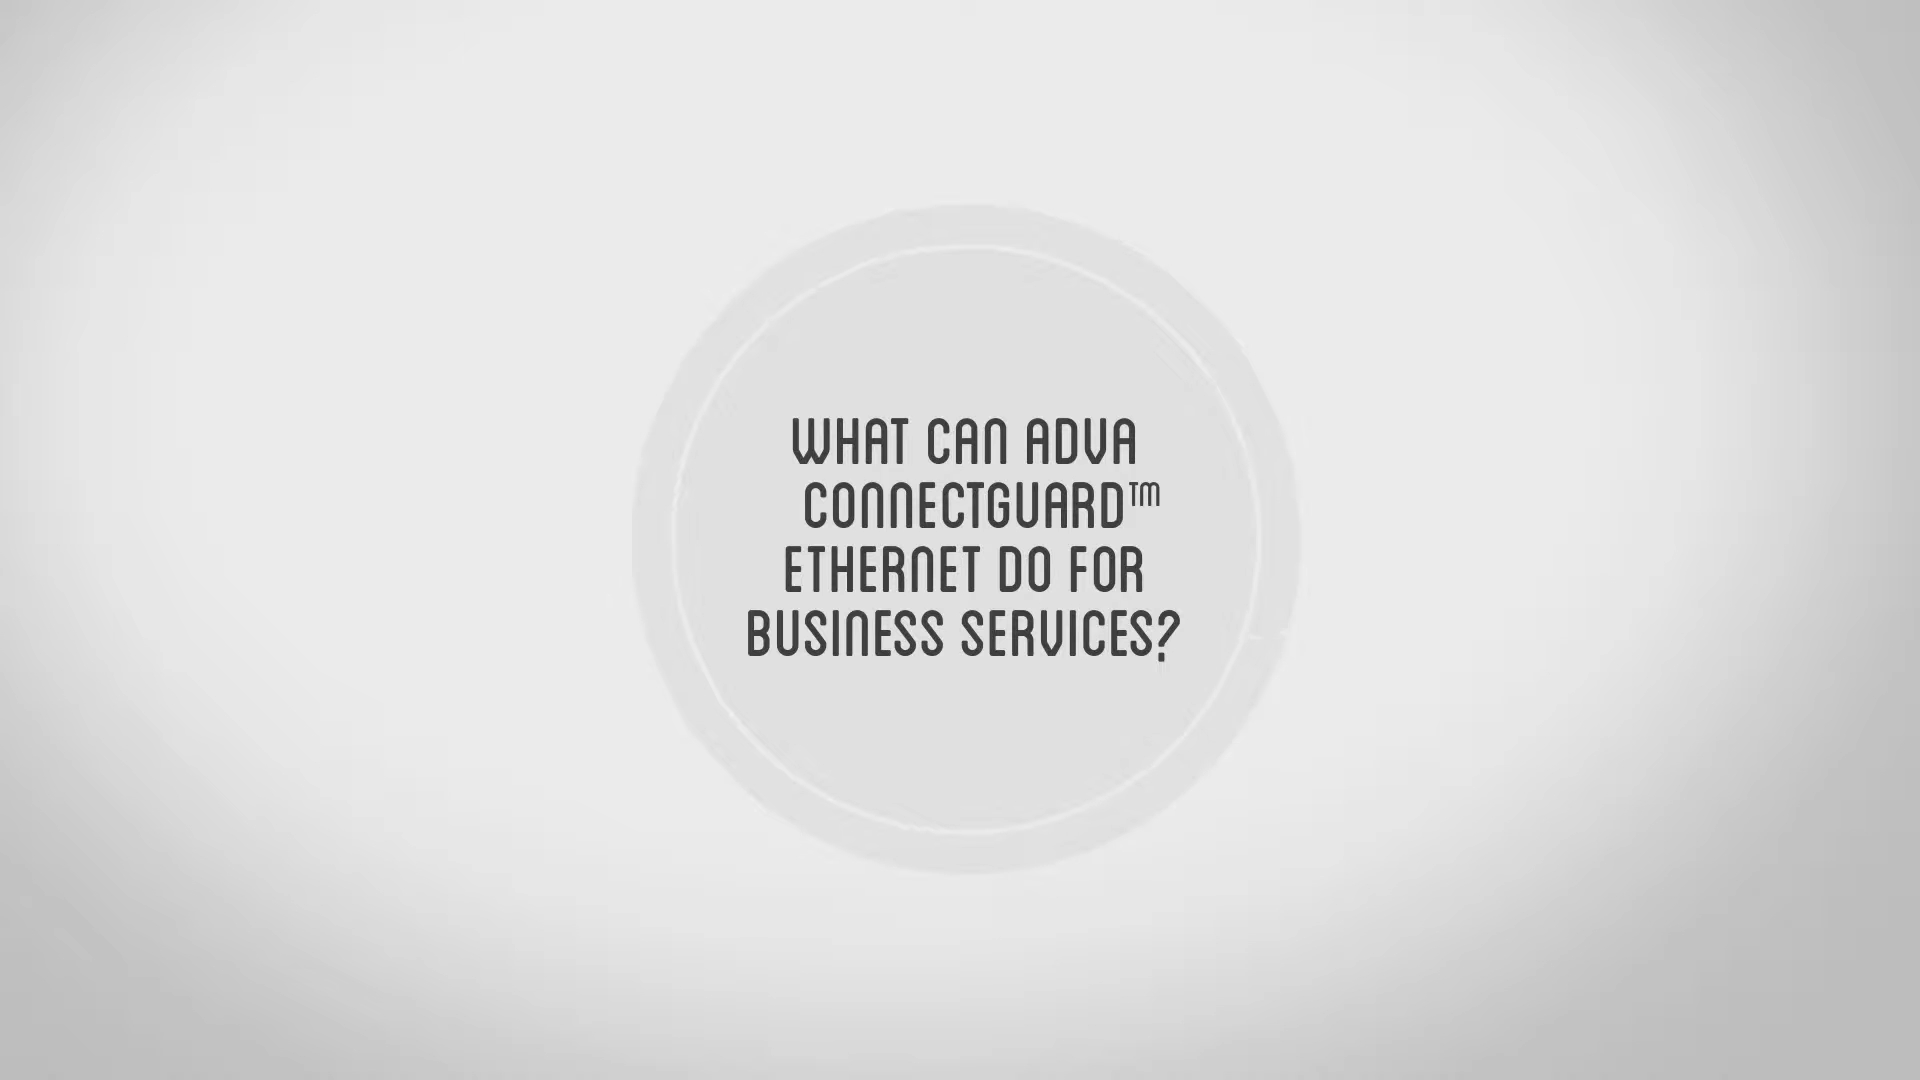 WHAT CAN ADVA
CONNECTGUARD™
ETHERNET DO FOR
BUSINESS SERVICES?